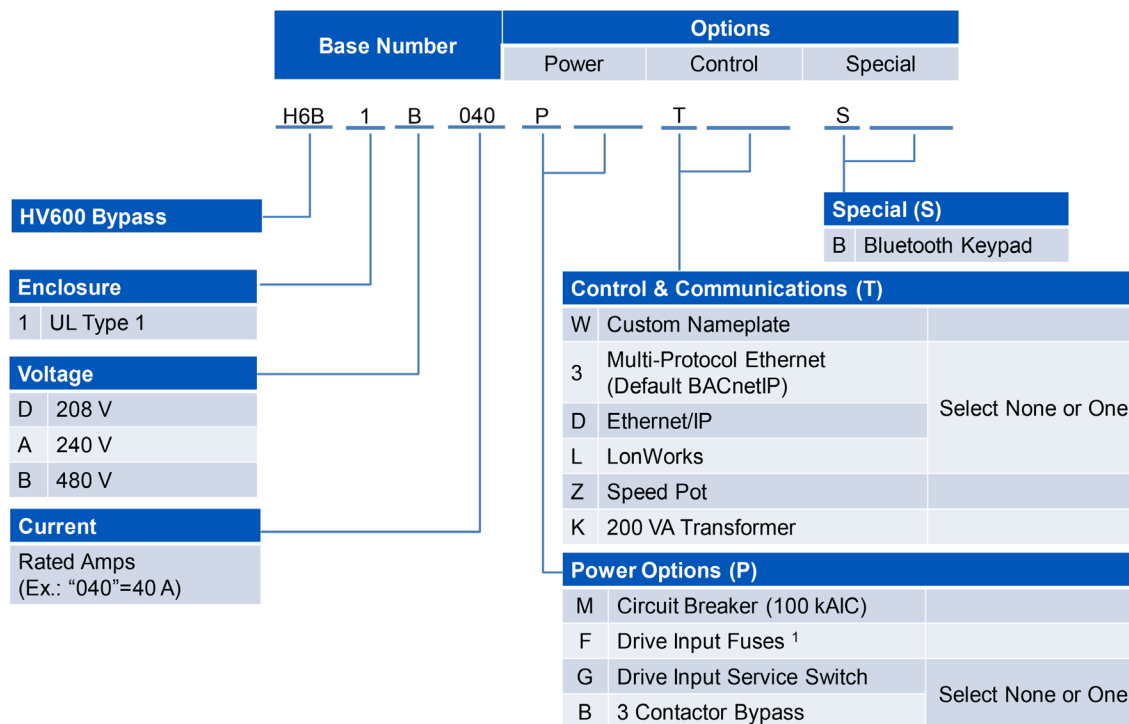 Base Number
Options
Power
Control
Special
H6B 1 B 040 P T S
HV600 Bypass
Enclosure
1 UL Type 1
Voltage
D 208 V
A 240 V
B 480 V
Current
Rated Amps
(Ex.: “040”=40 A)
Special (S)
B Bluetooth Keypad
Control & Communications (T)
W Custom Nameplate
3 Multi-Protocol Ethernet
(Default BACnetIP)
D Ethernet/IP
L LonWorks
Select None or One
Z Speed Pot
K 200 VA Transformer
Power Options (P)
M Circuit Breaker (100 kAIC)
F Drive Input Fuses ¹
G Drive Input Service Switch
B 3 Contactor Bypass
Select None or One